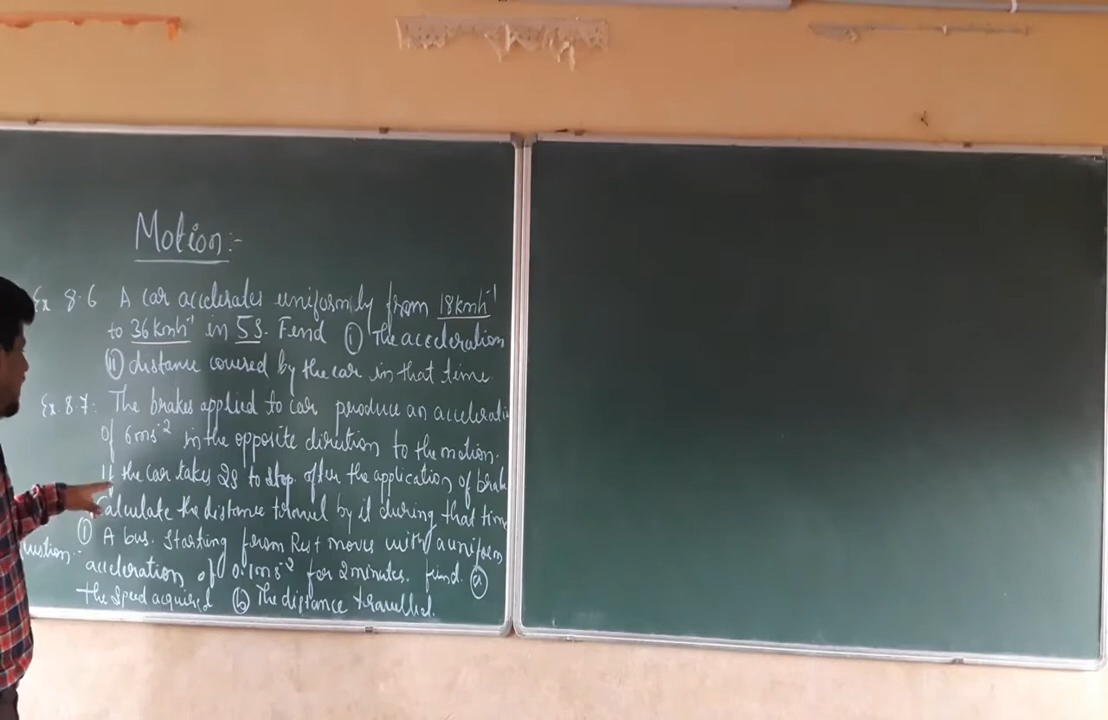 Motion:-
Ex 8.6 A car accelerates uniformly from 18kmh⁻¹
to 36kmh⁻¹ in 5s. Find (i) The acceleration
(ii) distance covered by the car in that time.
Ex. 8.7: The brakes applied to car produce an accelerati
of 6ms⁻² in the opposite direction to the motion.
If the car takes 2s to stop after the application of brake
Calculate the distance travel by it during that time
(1) A bus. starting from Rest moves with a uniform
ustion:- acceleration of 0.1ms⁻² for 2minutes. find. (a)
the speed acquired (b) The distance travelled.